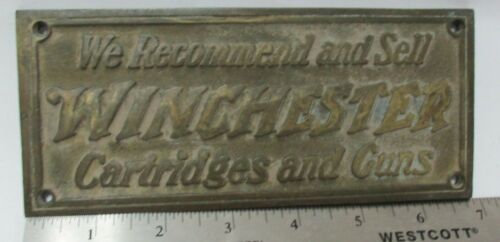 We Recommend and Sell
WINCHESTER
Cartridges and Guns
1 2 3 4 5 6 7
WESTCOTT®